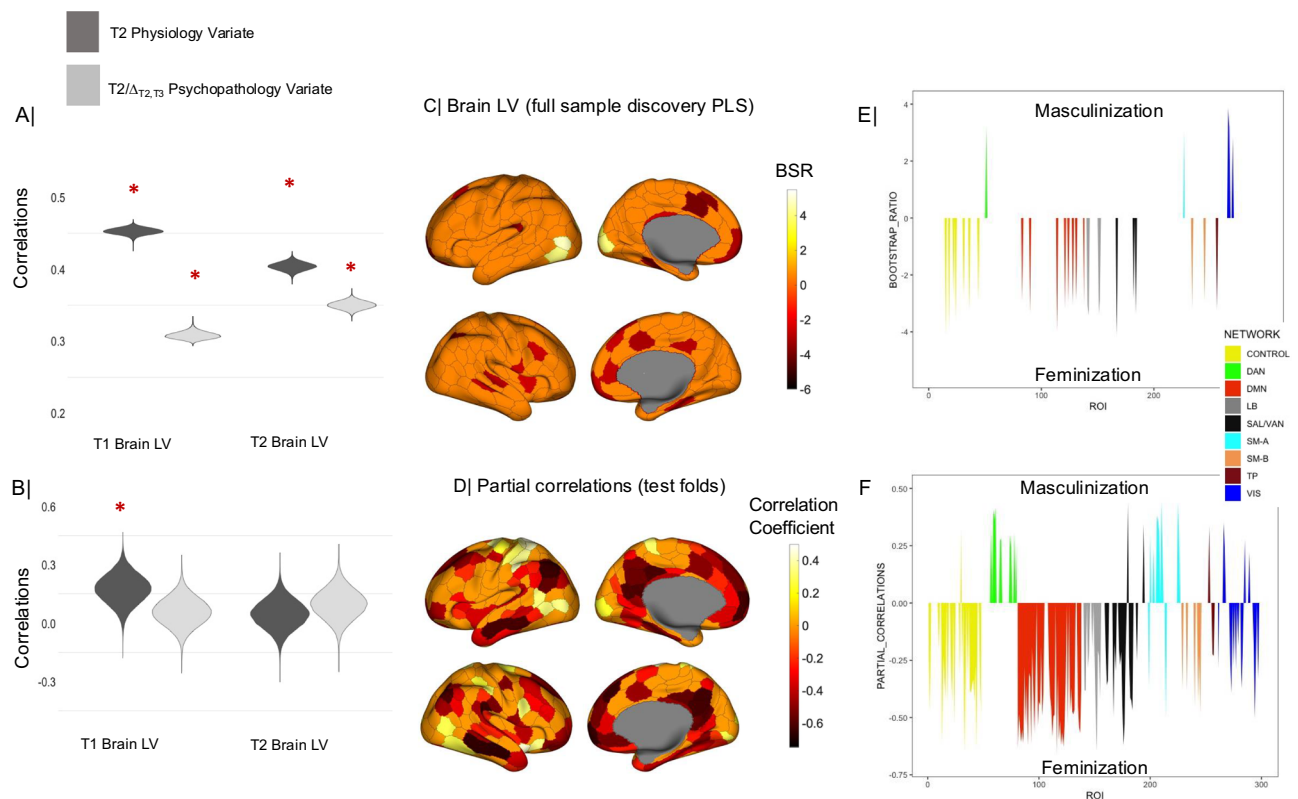 T2 Physiology Variate
T2/ΔT2,T3 Psychopathology Variate
A|
Correlations
0.5
0.4
0.3
0.2
*
*
*
*
T1 Brain LV
T2 Brain LV
B|
Correlations
0.6
0.3
0.0
-0.3
*
T1 Brain LV
T2 Brain LV
C| Brain LV (full sample discovery PLS)
BSR
4
2
0
-2
-4
-6
D| Partial correlations (test folds)
Correlation
Coefficient
0.4
0.2
0
-0.2
-0.4
-0.6
E|
Masculinization
BOOTSTRAP_RATIO
4
2
0
-2
-4
Feminization
0
100
200
ROI
NETWORK
CONTROL
DAN
DMN
LB
SAL/VAN
SM-A
SM-B
TP
VIS
F
Masculinization
PARTIAL_CORRELATIONS
0.50
0.25
0.00
-0.25
-0.50
-0.75
Feminization
0
100
200
300
ROI